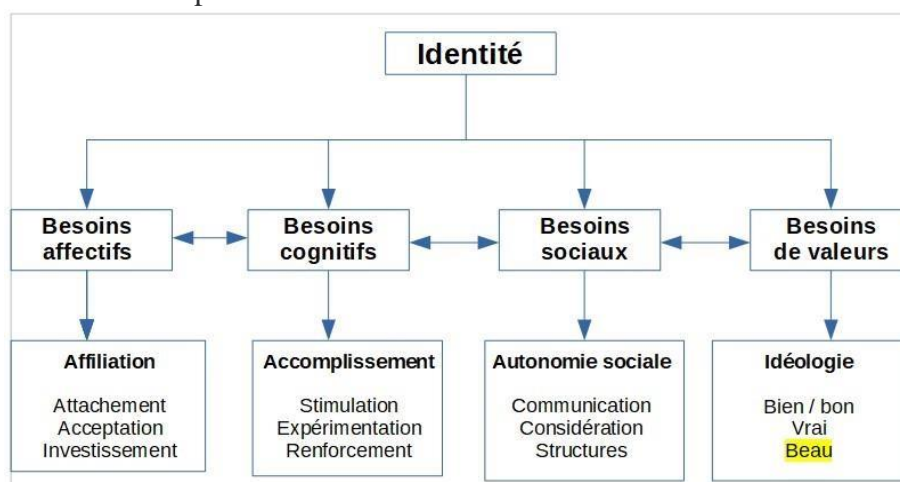 Identité
Besoins
affectifs
Besoins
cognitifs
Besoins
sociaux
Besoins
de valeurs
Affiliation
Attachement
Acceptation
Investissement
Accomplissement
Stimulation
Expérimentation
Renforcement
Autonomie sociale
Communication
Considération
Structures
Idéologie
Bien / bon
Vrai
Beau